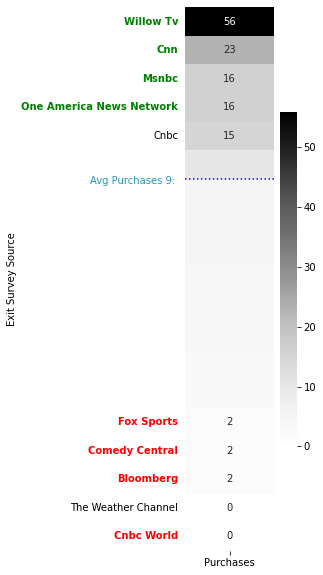 Willow Tv 56
Cnn 23
Msnbc 16
One America News Network 16
Cnbc 15
Avg Purchases 9:
Exit Survey Source
Fox Sports 2
Comedy Central 2
Bloomberg 2
The Weather Channel 0
Cnbc World 0
Purchases
50
40
30
20
10
0